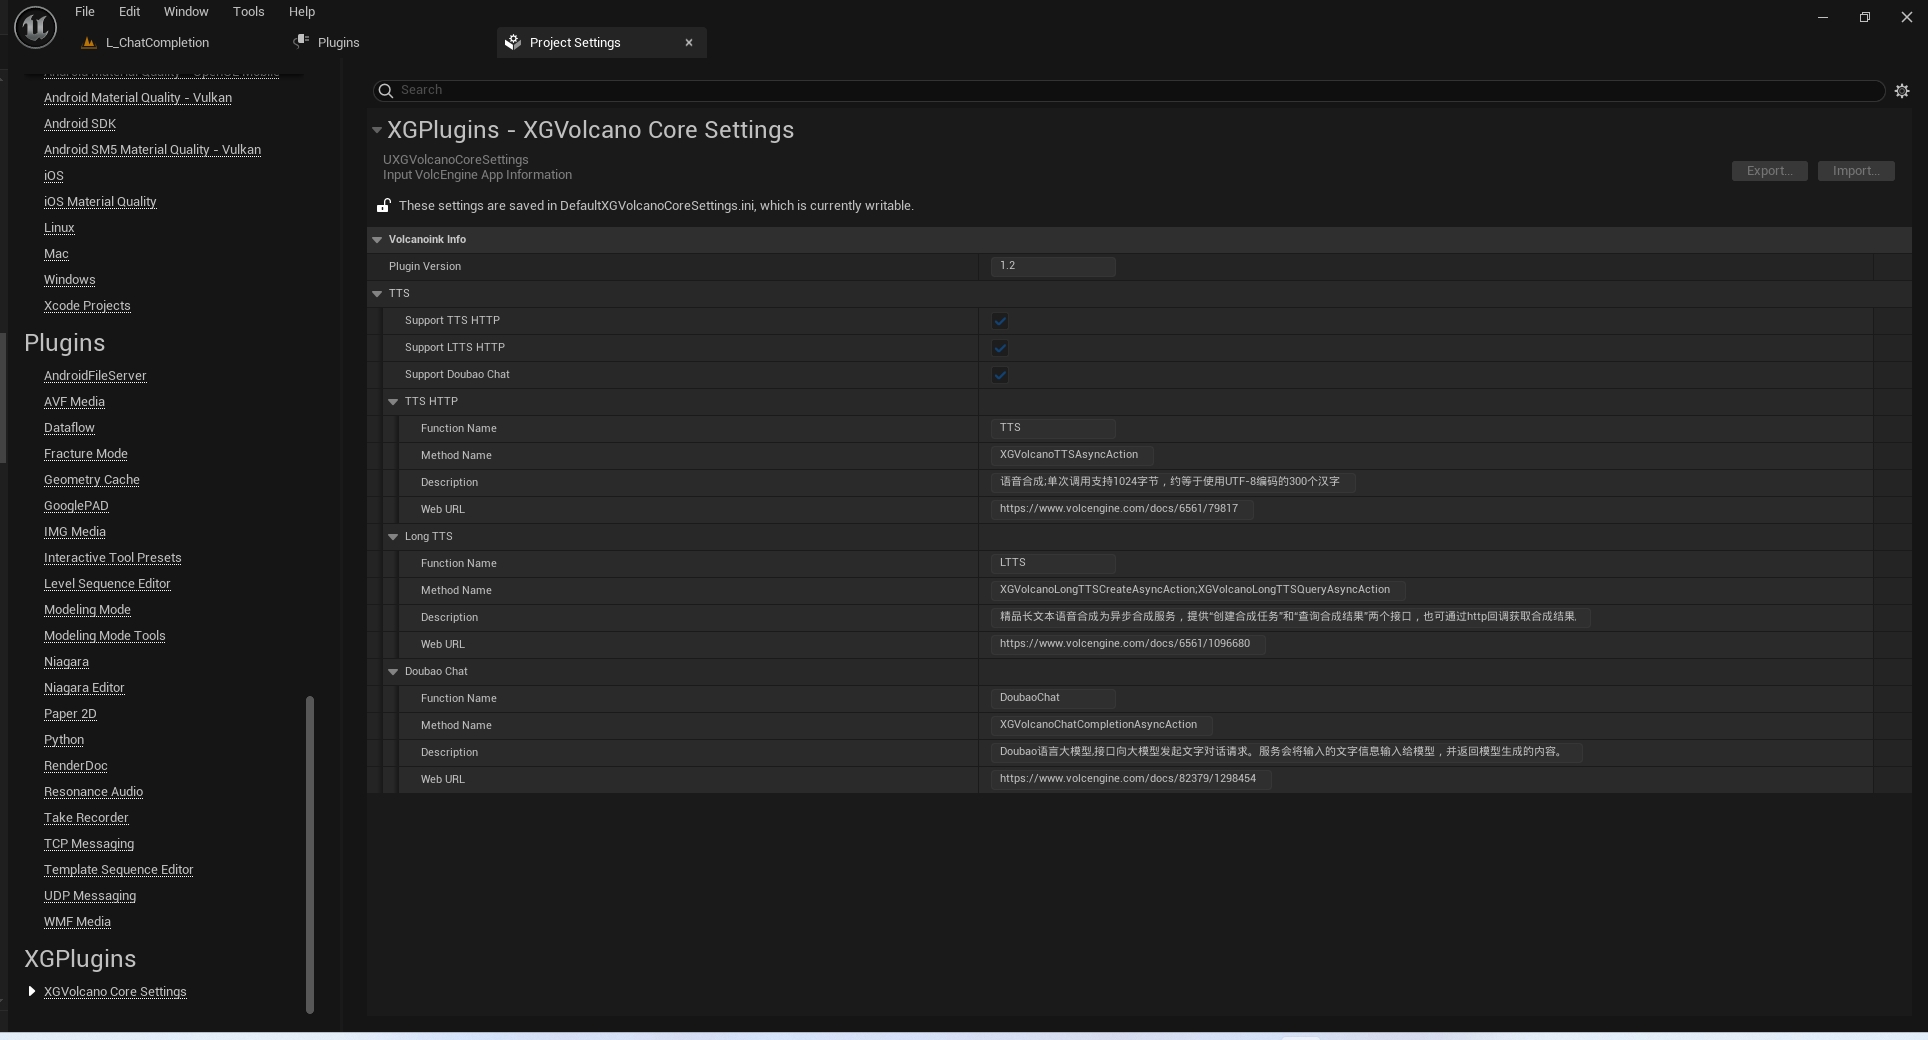 File Edit Window Tools Help
L_ChatCompletion
Plugins
Project Settings
Android Material Quality - OpenGL Mobile
Android Material Quality - Vulkan
Android SDK
Android SM5 Material Quality - Vulkan
iOS
iOS Material Quality
Linux
Mac
Windows
Xcode Projects
Plugins
AndroidFileServer
AVF Media
Dataflow
Fracture Mode
Geometry Cache
GooglePAD
IMG Media
Interactive Tool Presets
Level Sequence Editor
Modeling Mode
Modeling Mode Tools
Niagara
Niagara Editor
Paper 2D
Python
RenderDoc
Resonance Audio
Take Recorder
TCP Messaging
Template Sequence Editor
UDP Messaging
WMF Media
XGPlugins
XGVolcano Core Settings
Search
XGPlugins - XGVolcano Core Settings
UXGVolcanoCoreSettings
Input VolcEngine App Information
Export...
Import...
These settings are saved in DefaultXGVolcanoCoreSettings.ini, which is currently writable.
Volcanoink Info
Plugin Version 1.2
TTS
Support TTS HTTP
Support LTTS HTTP
Support Doubao Chat
TTS HTTP
Function Name TTS
Method Name XGVolcanoTTSAsyncAction
Description 语音合成;单次调用支持1024字节，约等于使用UTF-8编码的300个汉字
Web URL https://www.volcengine.com/docs/6561/79817
Long TTS
Function Name LTTS
Method Name XGVolcanoLongTTSCreateAsyncAction;XGVolcanoLongTTSQueryAsyncAction
Description 精品长文本语音合成为异步合成服务，提供“创建合成任务”和“查询合成结果”两个接口，也可通过http回调获取合成结果.
Web URL https://www.volcengine.com/docs/6561/1096680
Doubao Chat
Function Name DoubaoChat
Method Name XGVolcanoChatCompletionAsyncAction
Description Doubao语言大模型,接口向大模型发起文字对话请求。服务会将输入的文字信息输入给模型，并返回模型生成的内容。
Web URL https://www.volcengine.com/docs/82379/1298454